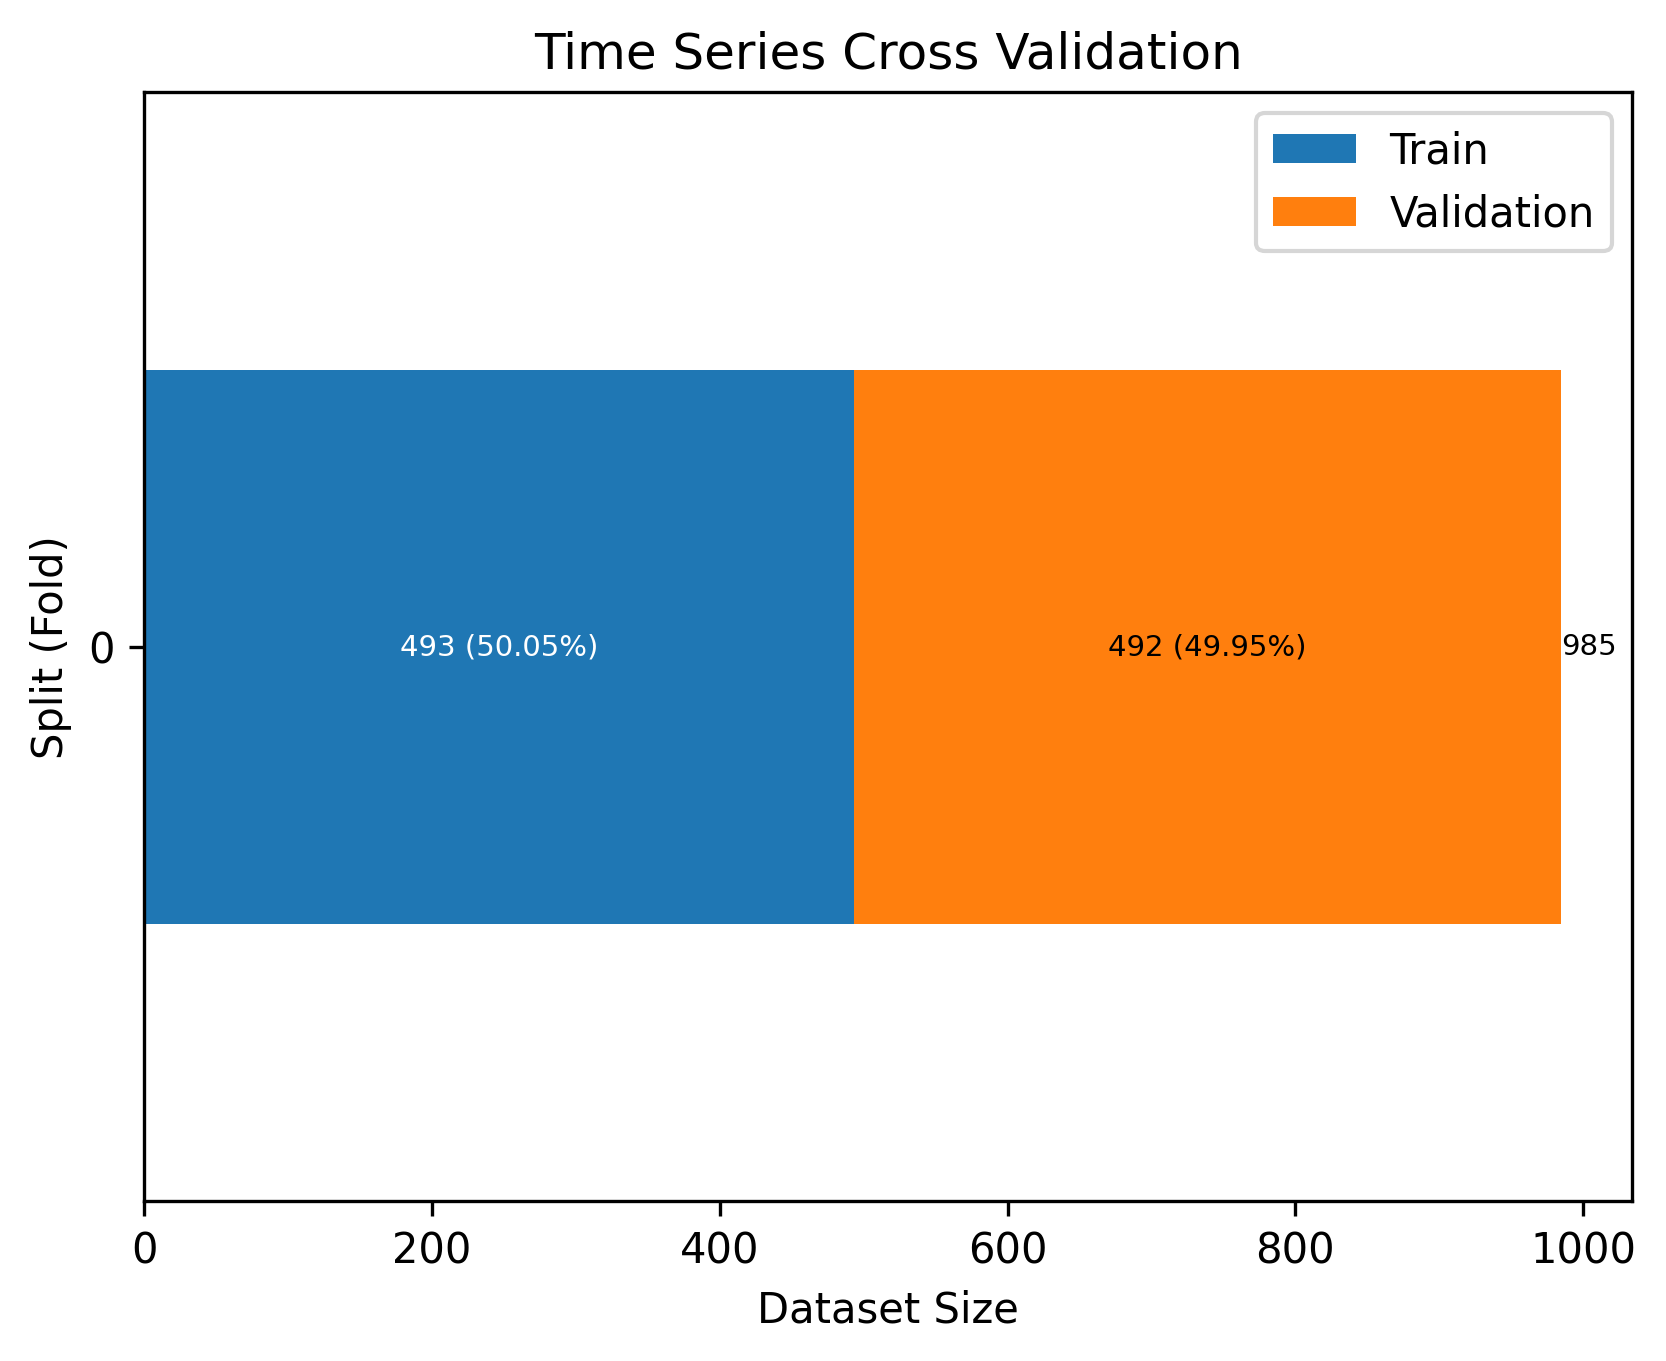 Time Series Cross Validation
Train
Validation
Split (Fold)
0
493 (50.05%)
492 (49.95%)
985
0
200
400
600
800
1000
Dataset Size